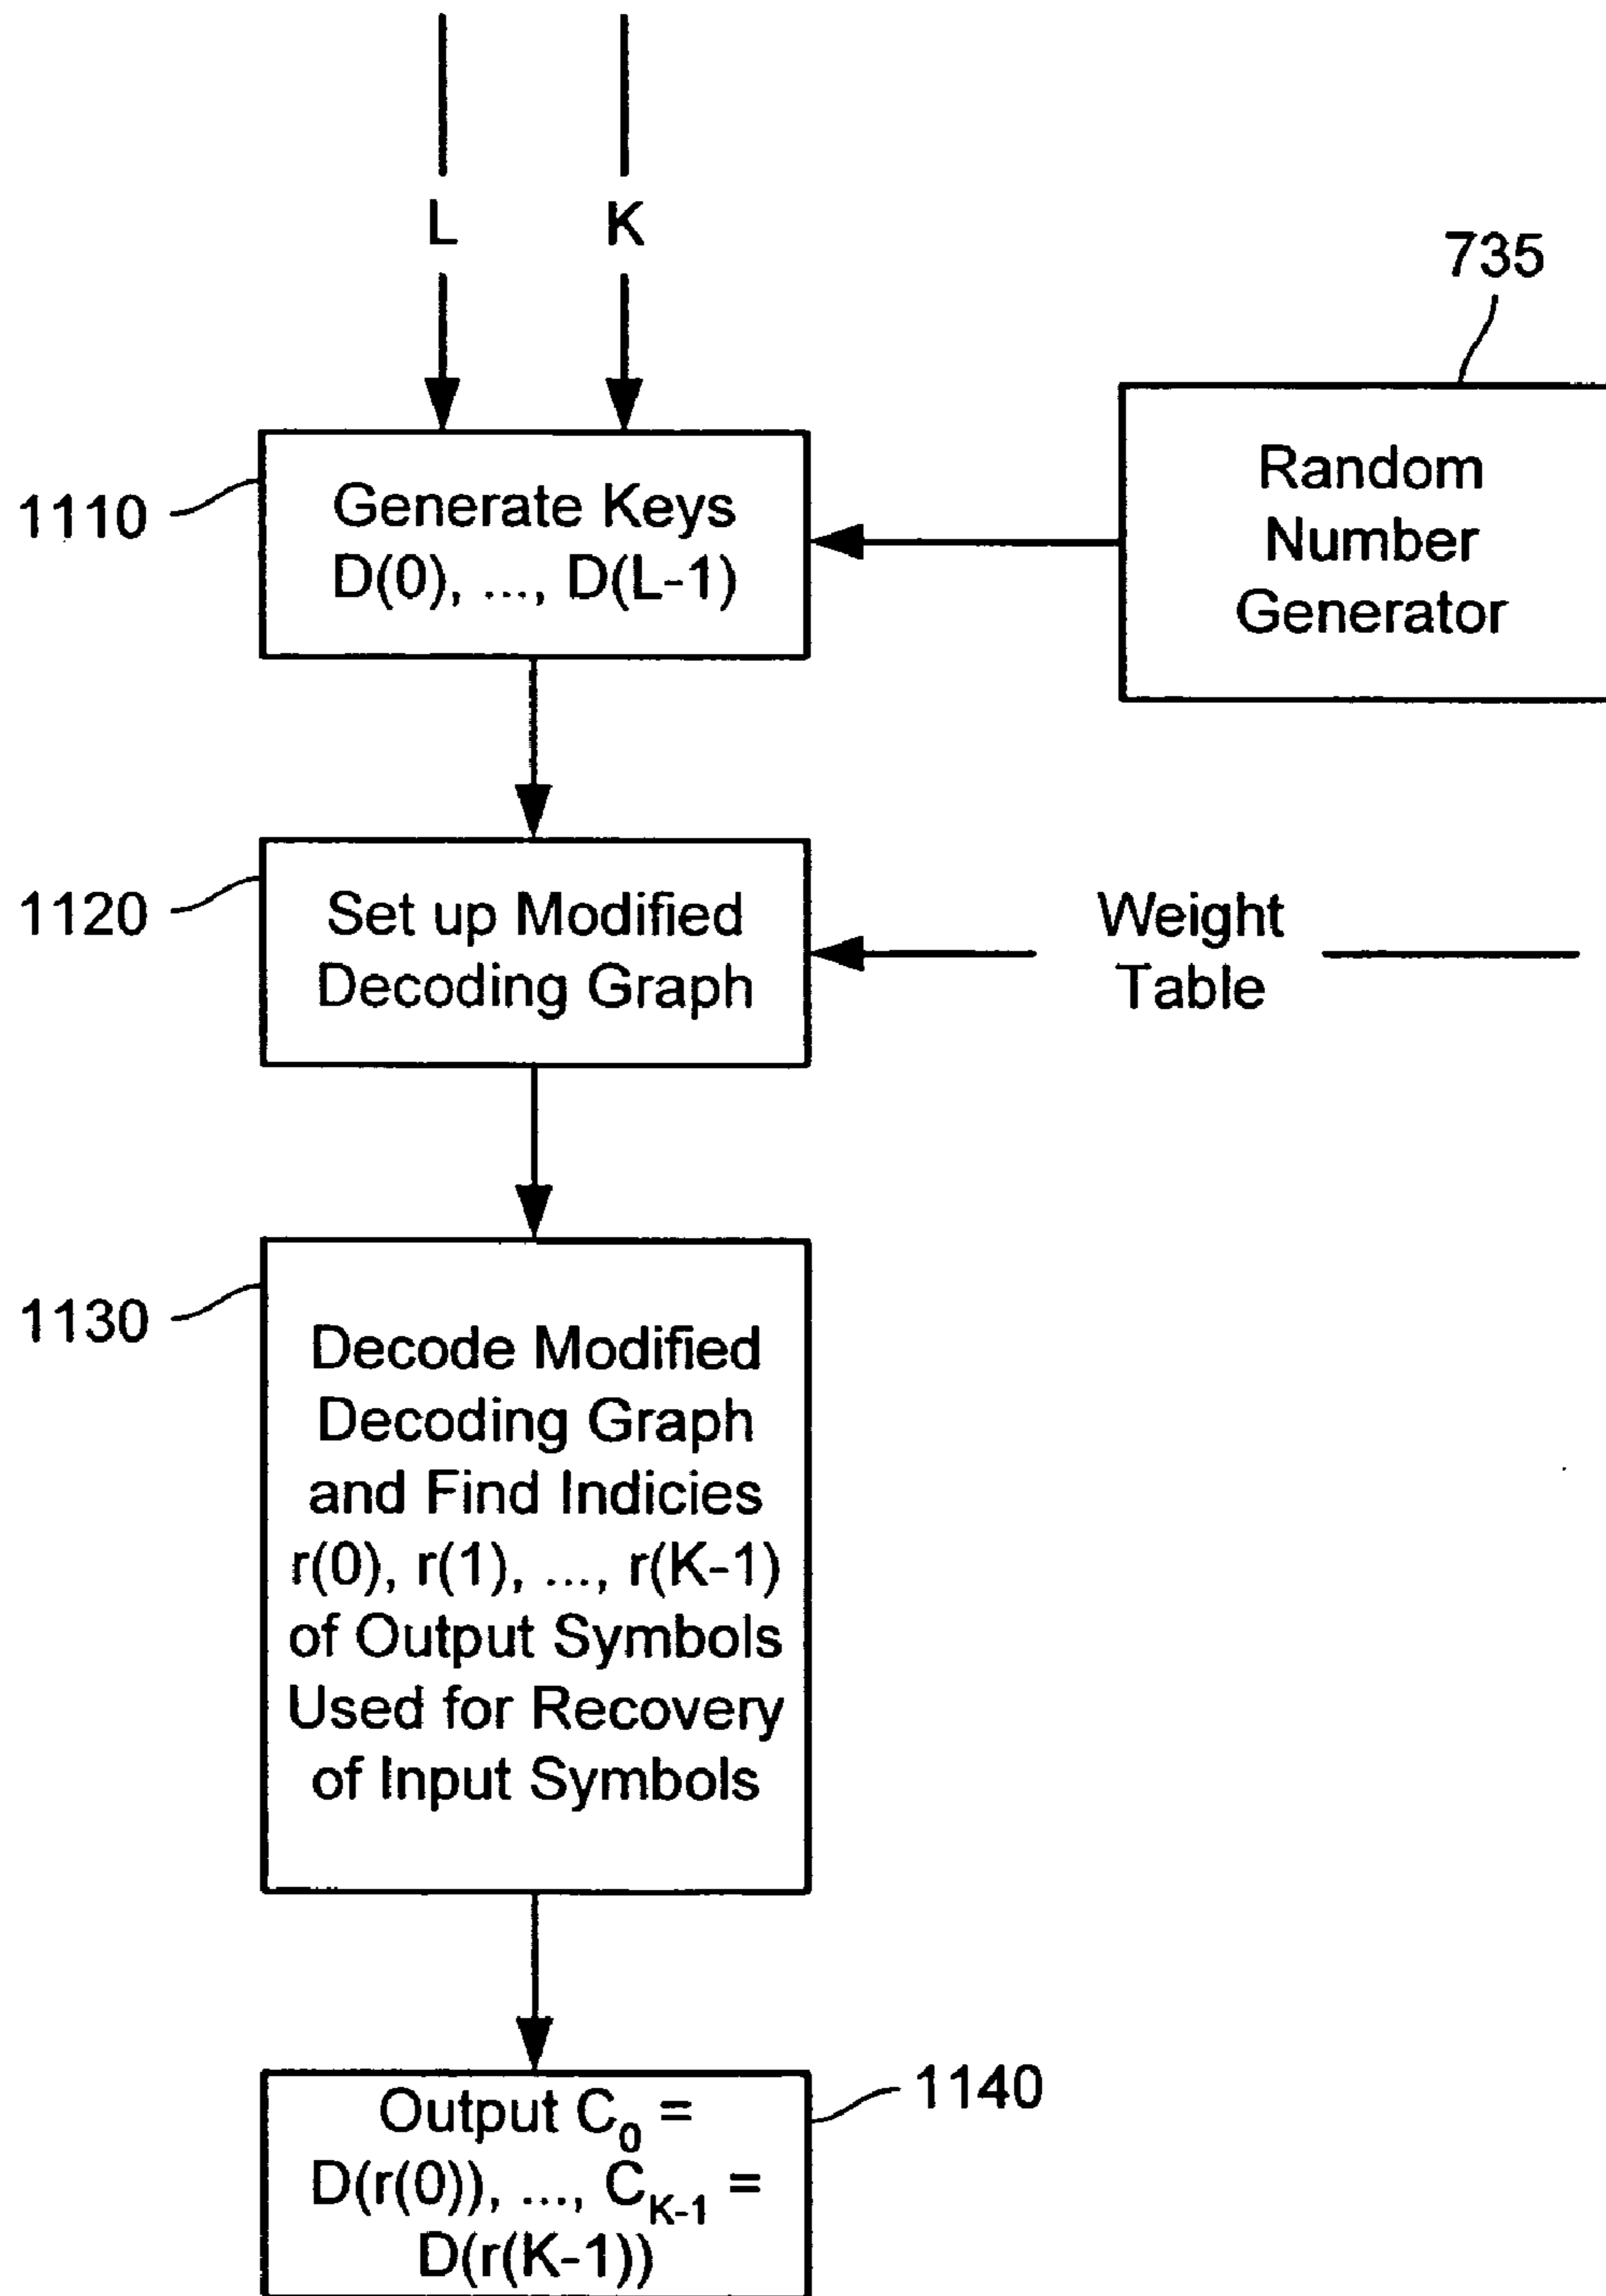 L
K
735
1110
Generate Keys
D(0), ..., D(L-1)
Random
Number
Generator
1120
Set up Modified
Decoding Graph
Weight
Table
1130
Decode Modified
Decoding Graph
and Find Indicies
r(0), r(1), ..., r(K-1)
of Output Symbols
Used for Recovery
of Input Symbols
1140
Output C₀ =
D(r(0)), ..., C_{K-1} =
D(r(K-1))